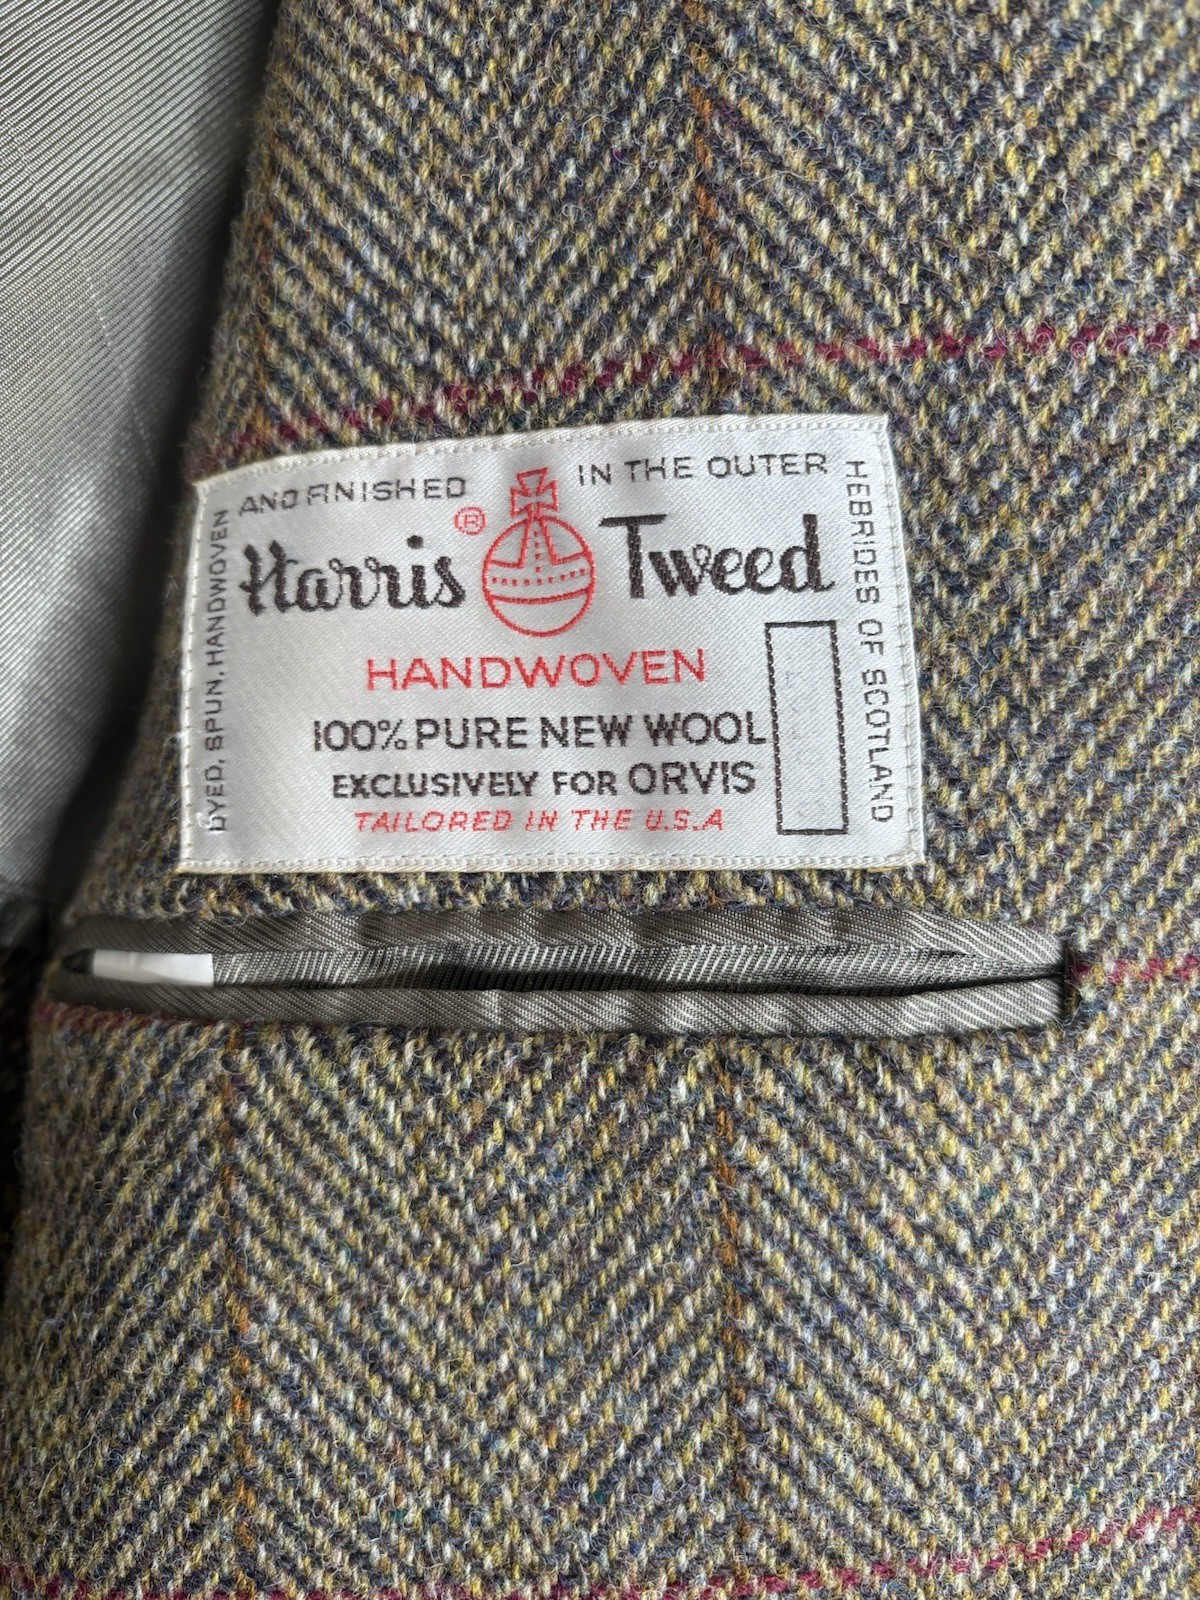 DYED, SPUN, HANDWOVEN
AND FINISHED
IN THE OUTER
HEBRIDES OF SCOTLAND
Harris ® Tweed
HANDWOVEN
100% PURE NEW WOOL
EXCLUSIVELY FOR ORVIS
TAILORED IN THE U.S.A